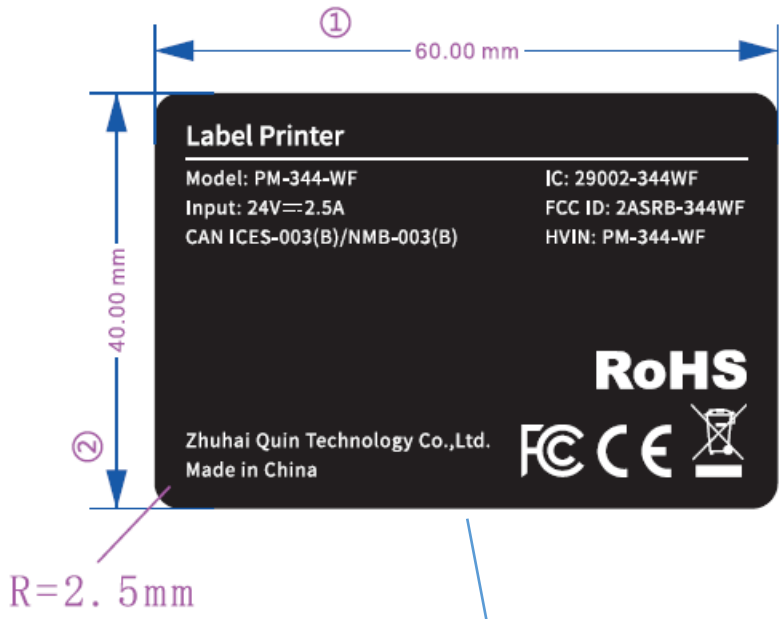 ①
60.00 mm
Label Printer
Model: PM-344-WF
Input: 24V⎓2.5A
CAN ICES-003(B)/NMB-003(B)
IC: 29002-344WF
FCC ID: 2ASRB-344WF
HVIN: PM-344-WF
40.00 mm
②
RoHS
Zhuhai Quin Technology Co.,Ltd.
Made in China
FC CE
R=2.5mm